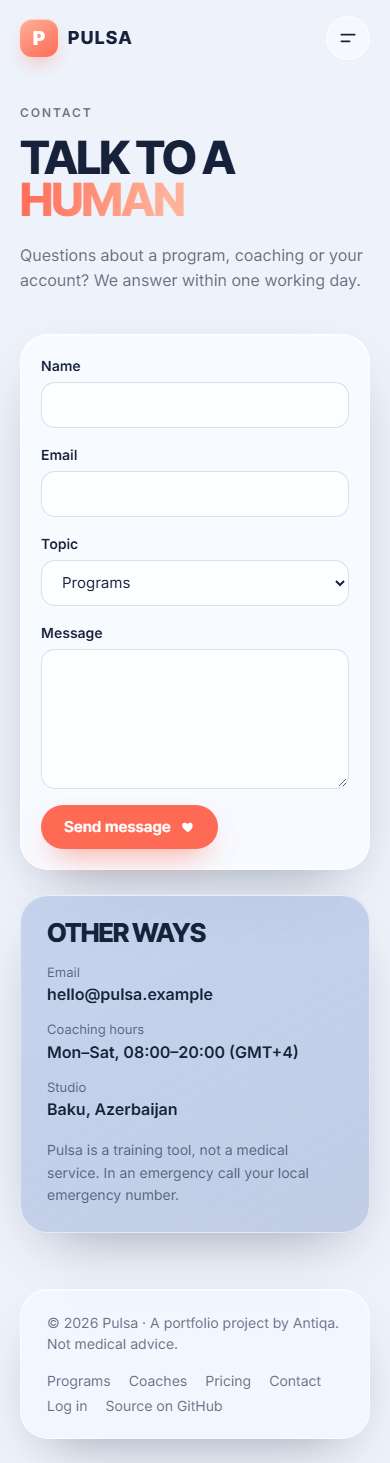 P PULSA
CONTACT
TALK TO A
HUMAN
Questions about a program, coaching or your
account? We answer within one working day.
Name
Email
Topic
Programs
Message
Send message
OTHER WAYS
Email
hello@pulsa.example
Coaching hours
Mon–Sat, 08:00–20:00 (GMT+4)
Studio
Baku, Azerbaijan
Pulsa is a training tool, not a medical
service. In an emergency call your local
emergency number.
© 2026 Pulsa · A portfolio project by Antiqa.
Not medical advice.
Programs Coaches Pricing Contact
Log in Source on GitHub